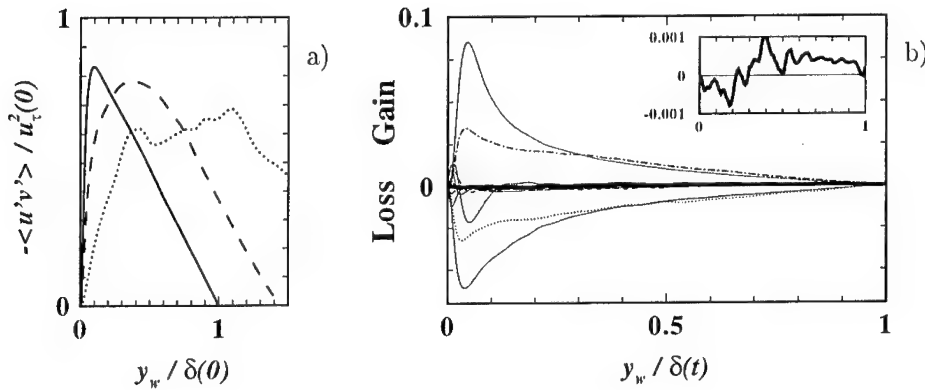 a)
1
0
-<u'v'> / u²τ(0)
0
1
y_w / δ(0)
b)
0.1
0
Loss Gain
0
0.5
1
y_w / δ(t)
0.001
0
-0.001
0
1